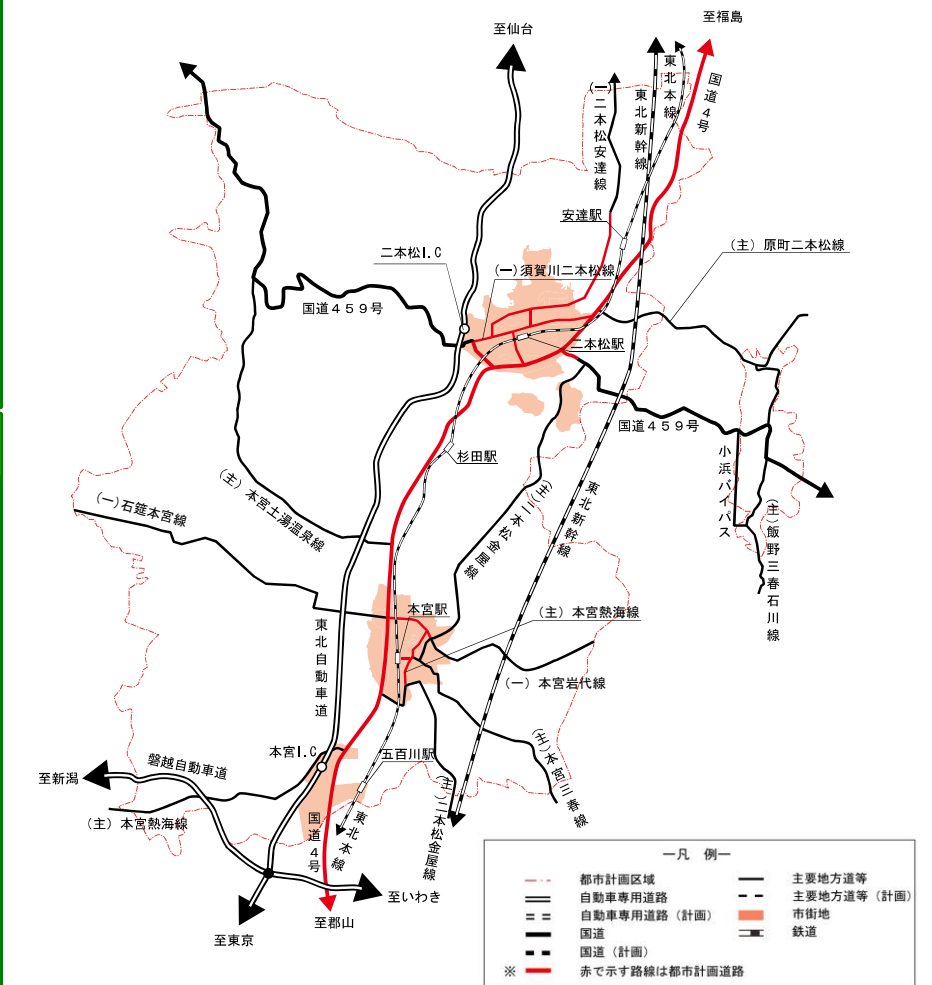 至仙台
至福島
国道4号
東北本線
東北新幹線
(一)二本松安達線
安達駅
(主)原町二本松線
二本松I.C
(一)須賀川二本松線
国道459号
二本松駅
国道459号
杉田駅
小浜バイパス
(主)飯野三春石川線
(主)本宮土湯温泉線
(一)石筵本宮線
(主)二本松金屋線
東北新幹線
本宮駅
(主)本宮熱海線
東北自動車道
(一)本宮岩代線
(主)本宮三春線
本宮I.C
五百川駅
磐越自動車道
至新潟
(主)本宮熱海線
国道4号
東北本線
(主)二本松金屋線
至いわき
至郡山
至東京
ー凡 例ー
都市計画区域
自動車専用道路
自動車専用道路(計画)
国道
国道(計画)
※ 赤で示す路線は都市計画道路
主要地方道等
主要地方道等(計画)
市街地
鉄道